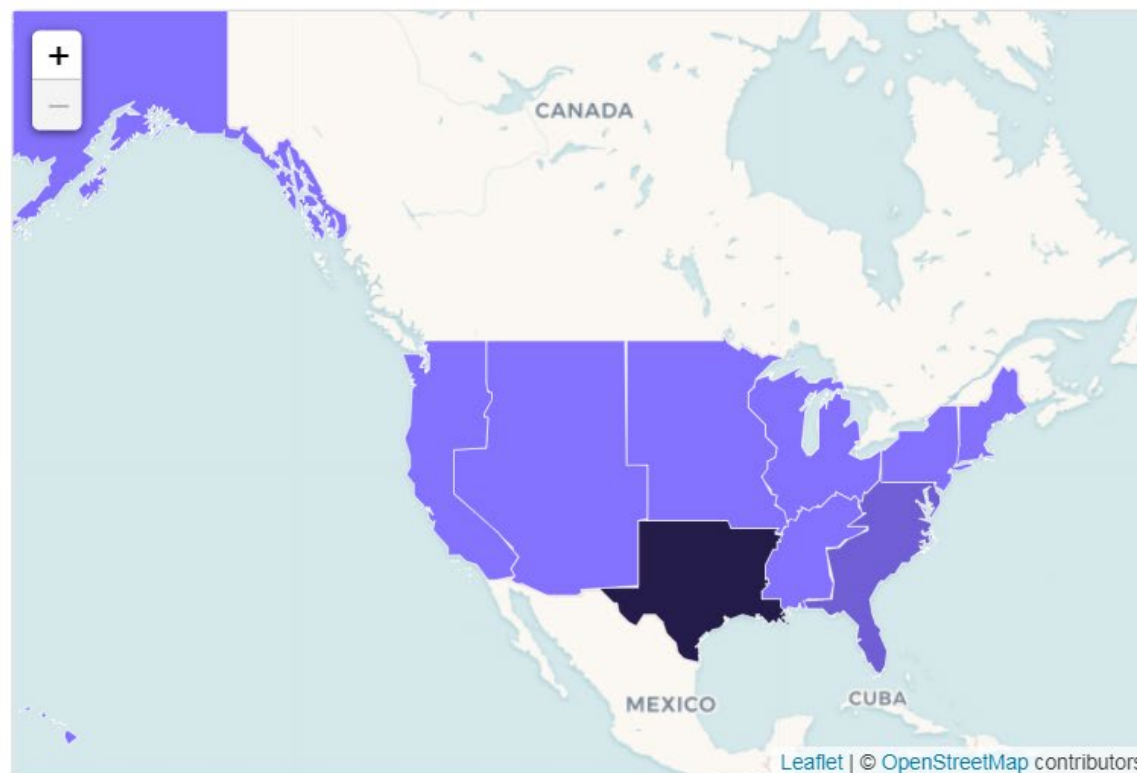 +
−
CANADA
MEXICO
CUBA
Leaflet | © OpenStreetMap contributors